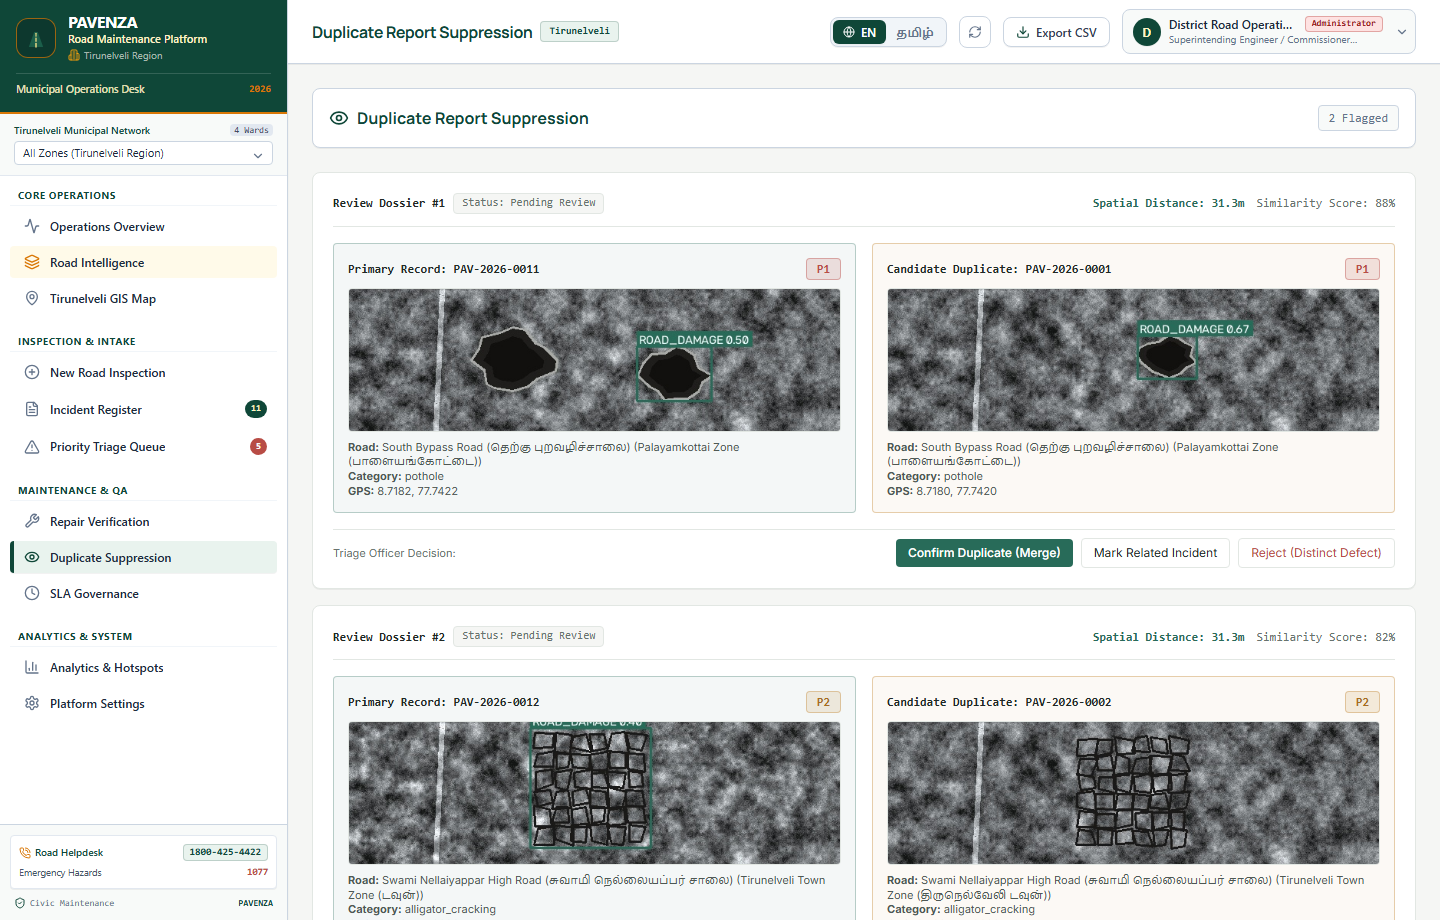 PAVENZA
Road Maintenance Platform
Tirunelveli Region
Municipal Operations Desk 2026
Tirunelveli Municipal Network 4 Wards
All Zones (Tirunelveli Region)
CORE OPERATIONS
Operations Overview
Road Intelligence
Tirunelveli GIS Map
INSPECTION & INTAKE
New Road Inspection
Incident Register 11
Priority Triage Queue 5
MAINTENANCE & QA
Repair Verification
Duplicate Suppression
SLA Governance
ANALYTICS & SYSTEM
Analytics & Hotspots
Platform Settings
Road Helpdesk 1800-425-4422
Emergency Hazards 1077
Civic Maintenance PAVENZA
Duplicate Report Suppression Tirunelveli
EN தமிழ்
Export CSV
D
District Road Operati... Administrator
Superintending Engineer / Commissioner...
Duplicate Report Suppression
2 Flagged
Review Dossier #1 Status: Pending Review
Spatial Distance: 31.3m Similarity Score: 88%
Primary Record: PAV-2026-0011 P1
ROAD_DAMAGE 0.50
Road: South Bypass Road (தெற்கு புறவழிச்சாலை) (Palayamkottai Zone
(பாளையங்கோட்டை))
Category: pothole
GPS: 8.7182, 77.7422
Candidate Duplicate: PAV-2026-0001 P1
ROAD_DAMAGE 0.67
Road: South Bypass Road (தெற்கு புறவழிச்சாலை) (Palayamkottai Zone
(பாளையங்கோட்டை))
Category: pothole
GPS: 8.7180, 77.7420
Triage Officer Decision:
Confirm Duplicate (Merge)
Mark Related Incident
Reject (Distinct Defect)
Review Dossier #2 Status: Pending Review
Spatial Distance: 31.3m Similarity Score: 82%
Primary Record: PAV-2026-0012 P2
ROAD_DAMAGE 0.40
Road: Swami Nellaiyappar High Road (சுவாமி நெல்லையப்பர் சாலை) (Tirunelveli Town
Zone (டவுன்))
Category: alligator_cracking
Candidate Duplicate: PAV-2026-0002 P2
Road: Swami Nellaiyappar High Road (சுவாமி நெல்லையப்பர் சாலை) (Tirunelveli Town
Zone (திருநெல்வேலி டவுன்))
Category: alligator_cracking